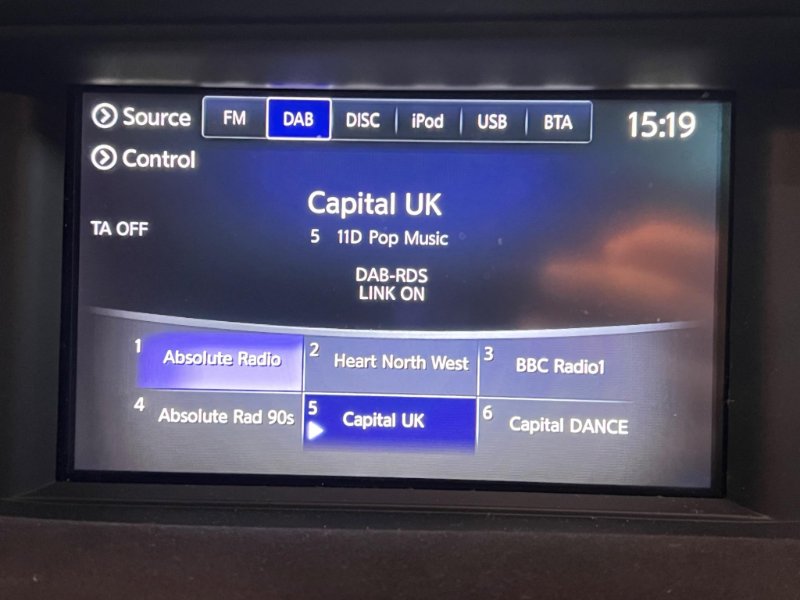 Source FM DAB DISC iPod USB BTA 15:19
Control
Capital UK
TA OFF
5 11D Pop Music
DAB-RDS
LINK ON
1 Absolute Radio 2 Heart North West 3 BBC Radio1
4 Absolute Rad 90s 5 Capital UK 6 Capital DANCE